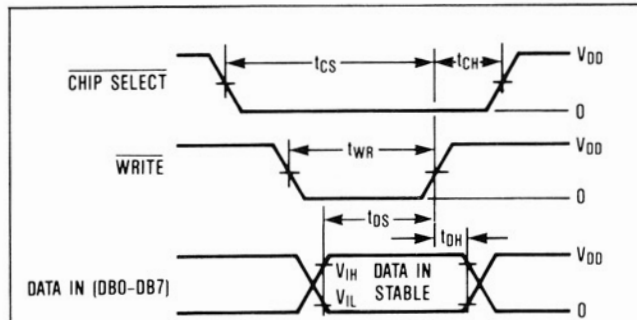 tCS
tCH
VDD
CHIP SELECT
0
tWR
VDD
WRITE
0
tDS
tDH
VDD
VIH
DATA IN
DATA IN (DB0-DB7)
VIL
STABLE
0